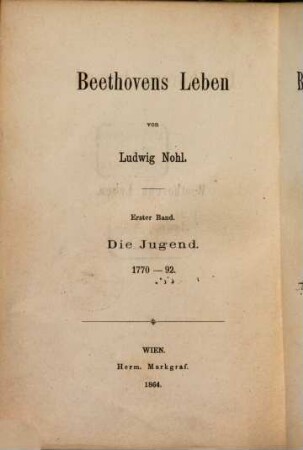 Beethovens Leben
von
Ludwig Nohl.
Erster Band.
Die Jugend.
1770 — 92.
WIEN.
Herm. Markgraf.
1864.